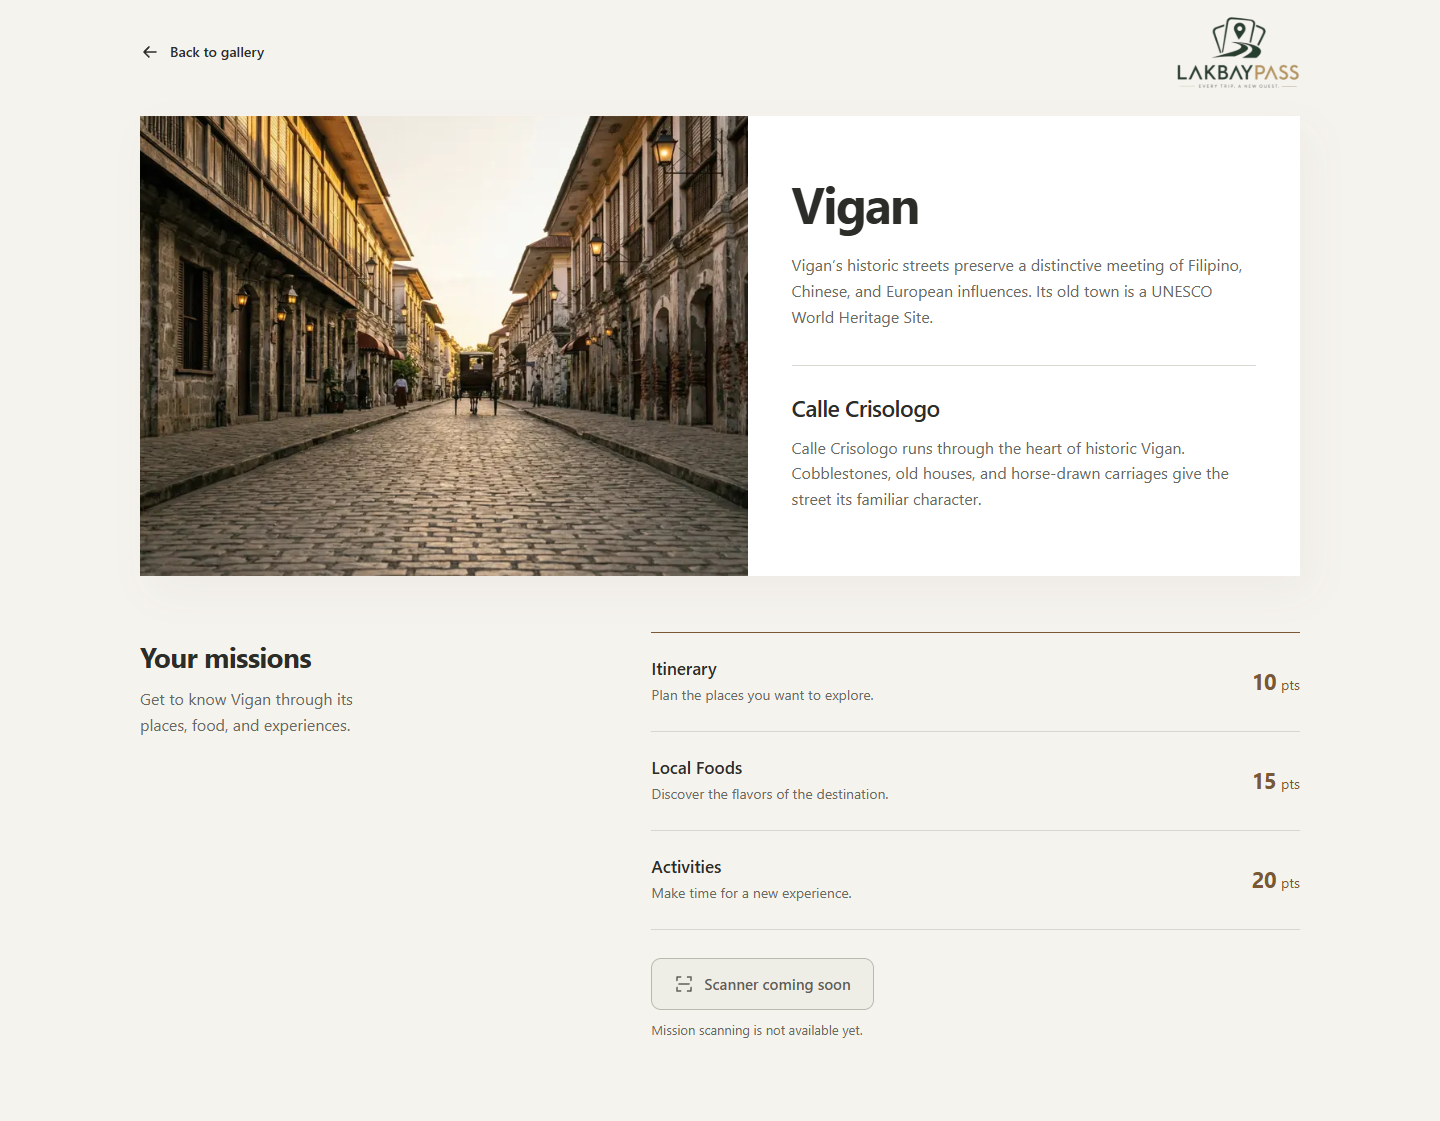 Back to gallery
LAKBAYPASS
EVERY TRIP. A NEW QUEST.
Vigan
Vigan's historic streets preserve a distinctive meeting of Filipino,
Chinese, and European influences. Its old town is a UNESCO
World Heritage Site.
Calle Crisologo
Calle Crisologo runs through the heart of historic Vigan.
Cobblestones, old houses, and horse-drawn carriages give the
street its familiar character.
Your missions
Get to know Vigan through its
places, food, and experiences.
Itinerary
Plan the places you want to explore.
10 pts
Local Foods
Discover the flavors of the destination.
15 pts
Activities
Make time for a new experience.
20 pts
Scanner coming soon
Mission scanning is not available yet.